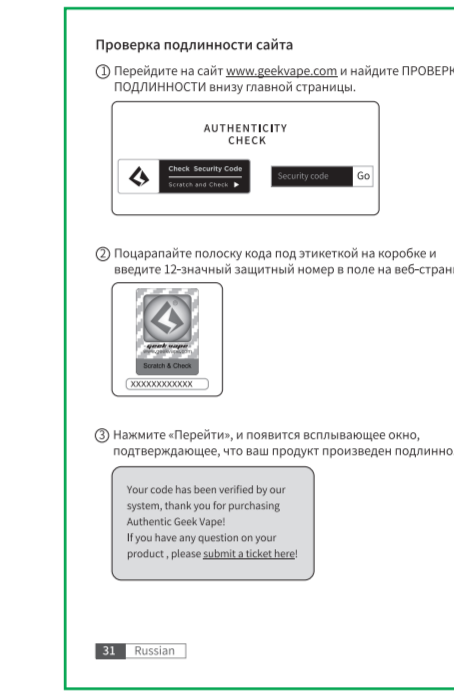 Проверка подлинности сайта
① Перейдите на сайт www.geekvape.com и найдите ПРОВЕРК
ПОДЛИННОСТИ внизу главной страницы.
AUTHENTICITY
CHECK
Check Security Code
Scratch and Check ▶
Security code
Go
② Поцарапайте полоску кода под этикеткой на коробке и
введите 12-значный защитный номер в поле на веб-страни
geek vape
www.geekvape.com
Scratch & Check
XXXXXXXXXXXX
③ Нажмите «Перейти», и появится всплывающее окно,
подтверждающее, что ваш продукт произведен подлинно
Your code has been verified by our
system, thank you for purchasing
Authentic Geek Vape!
If you have any question on your
product , please submit a ticket here!
31 Russian